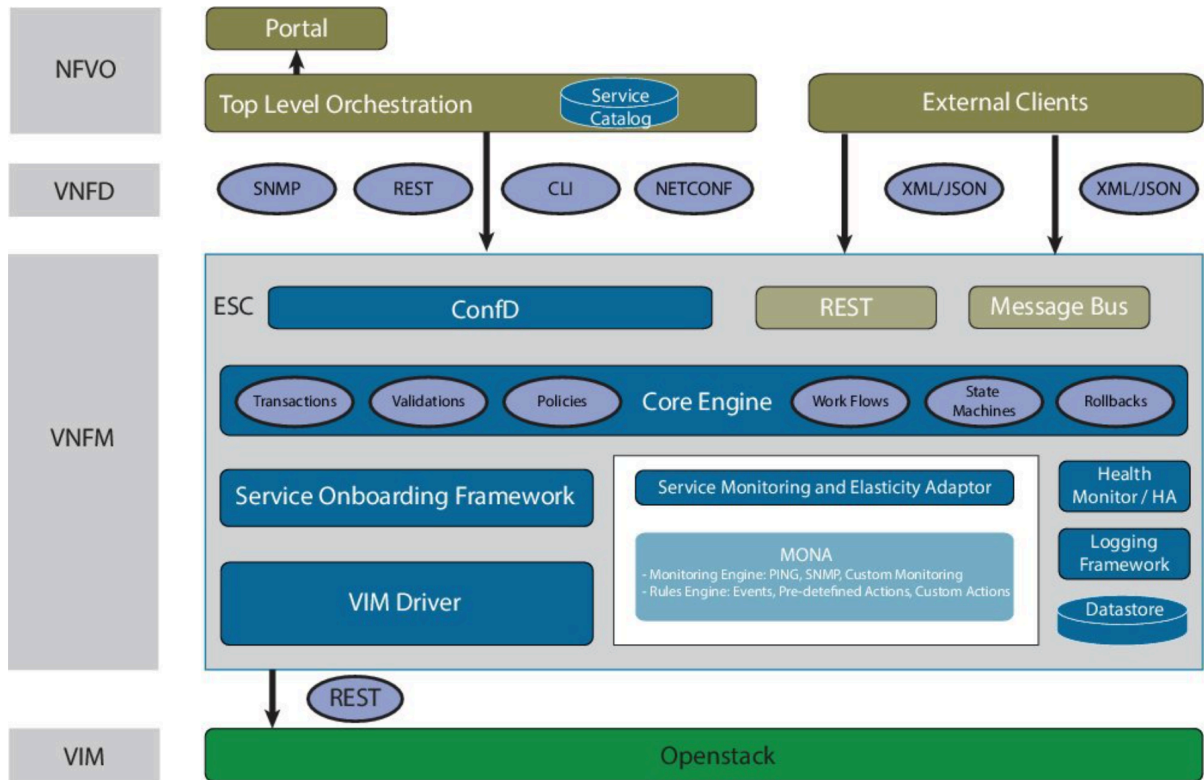 NFVO
Portal
Top Level Orchestration
Service
Catalog
External Clients
VNFD
SNMP
REST
CLI
NETCONF
XML/JSON
XML/JSON
VNFM
ESC
ConfD
REST
Message Bus
Transactions
Validations
Policies
Core Engine
Work Flows
State
Machines
Rollbacks
Service Onboarding Framework
Service Monitoring and Elasticity Adaptor
Health
Monitor / HA
MONA
- Monitoring Engine: PING, SNMP, Custom Monitoring
- Rules Engine: Events, Pre-detefined Actions, Custom Actions
Logging
Framework
VIM Driver
Datastore
REST
VIM
Openstack